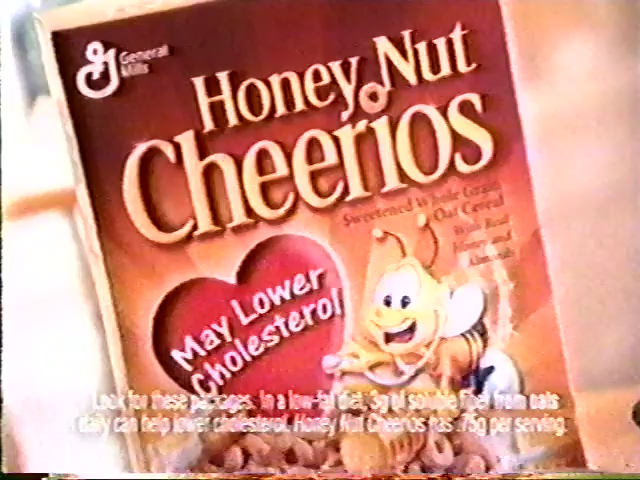 General
Mills
Honey Nut
Cheerios
Sweetened Whole Grain
Oat Cereal
With Real
Honey and
Almonds
May Lower
Cholesterol
Look for these packages. In a low-fat diet, 3g of soluble fiber from oats
daily can help lower cholesterol. Honey Nut Cheerios has .75g per serving.